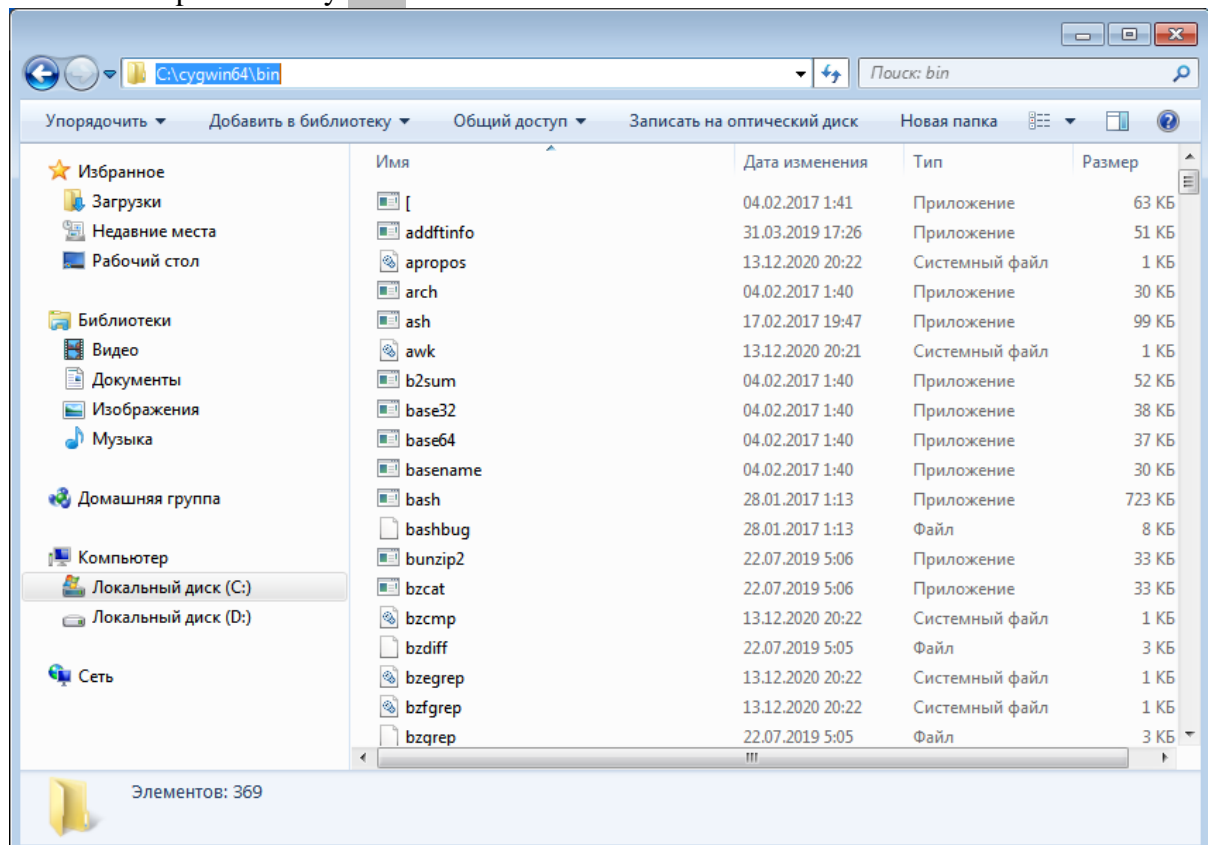 C:\cygwin64\bin
Поиск: bin
Упорядочить Добавить в библиотеку Общий доступ Записать на оптический диск Новая папка
Имя Дата изменения Тип Размер
Избранное
Загрузки
Недавние места
Рабочий стол
Библиотеки
Видео
Документы
Изображения
Музыка
Домашняя группа
Компьютер
Локальный диск (C:)
Локальный диск (D:)
Сеть
[ 04.02.2017 1:41 Приложение 63 КБ
addftinfo 31.03.2019 17:26 Приложение 51 КБ
apropos 13.12.2020 20:22 Системный файл 1 КБ
arch 04.02.2017 1:40 Приложение 30 КБ
ash 17.02.2017 19:47 Приложение 99 КБ
awk 13.12.2020 20:21 Системный файл 1 КБ
b2sum 04.02.2017 1:40 Приложение 52 КБ
base32 04.02.2017 1:40 Приложение 38 КБ
base64 04.02.2017 1:40 Приложение 37 КБ
basename 04.02.2017 1:40 Приложение 30 КБ
bash 28.01.2017 1:13 Приложение 723 КБ
bashbug 28.01.2017 1:13 Файл 8 КБ
bunzip2 22.07.2019 5:06 Приложение 33 КБ
bzcat 22.07.2019 5:06 Приложение 33 КБ
bzcmp 13.12.2020 20:22 Системный файл 1 КБ
bzdiff 22.07.2019 5:05 Файл 3 КБ
bzegrep 13.12.2020 20:22 Системный файл 1 КБ
bzfgrep 13.12.2020 20:22 Системный файл 1 КБ
bzgrep 22.07.2019 5:05 Файл 3 КБ
Элементов: 369